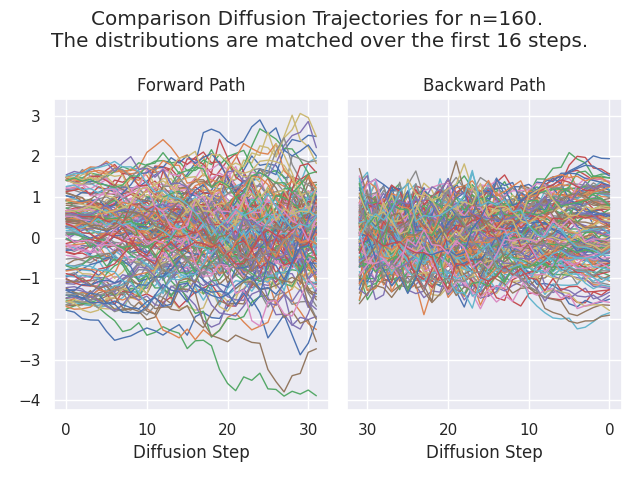 Comparison Diffusion Trajectories for n=160.
The distributions are matched over the first 16 steps.
Forward Path
Backward Path
3
2
1
0
−1
−2
−3
−4
0 10 20 30
30 20 10 0
Diffusion Step
Diffusion Step